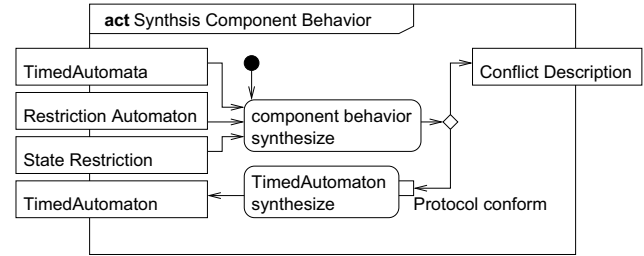 act Synthsis Component Behavior
TimedAutomata
Conflict Description
Restriction Automaton
component behavior
synthesize
State Restriction
TimedAutomaton
TimedAutomaton
synthesize
Protocol conform